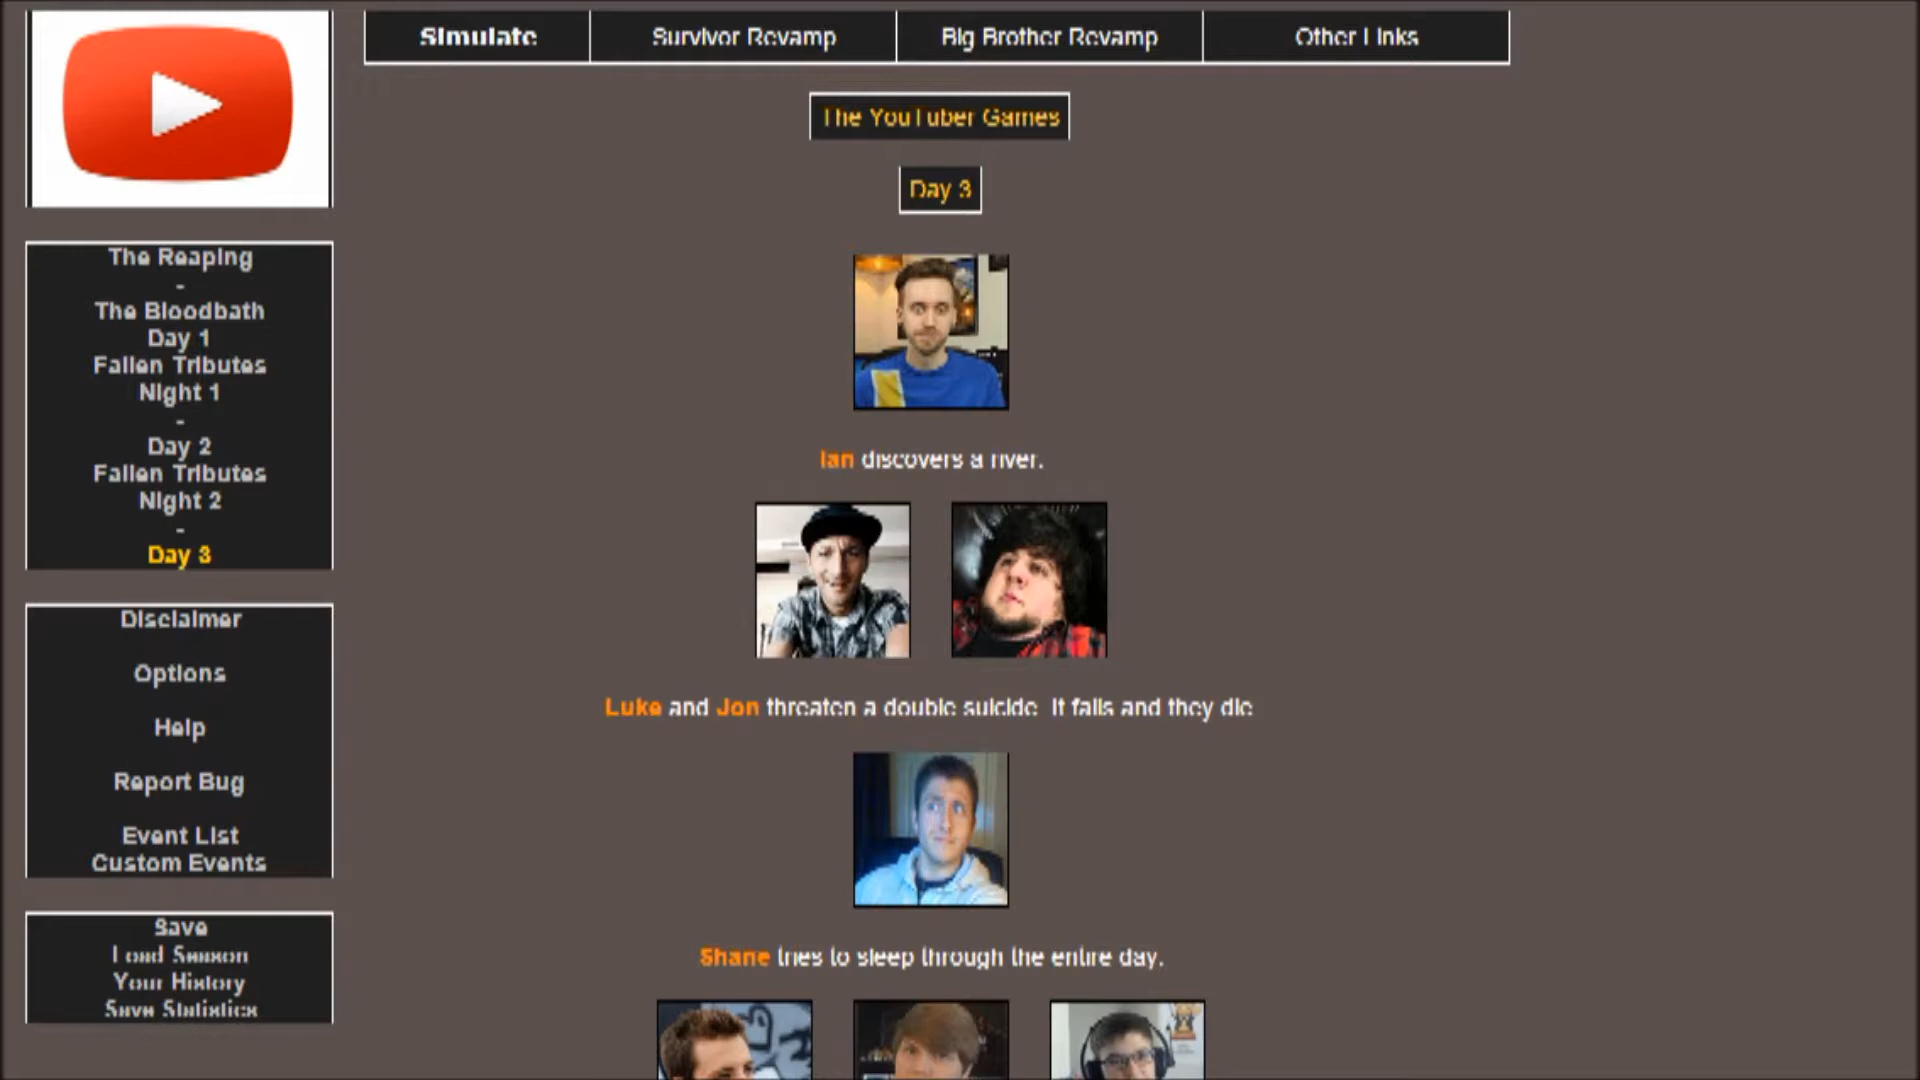 Simulate
Survivor Revamp
Big Brother Revamp
Other Links
The YouTuber Games
Day 3
The Reaping
-
The Bloodbath
Day 1
Fallen Tributes
Night 1
-
Day 2
Fallen Tributes
Night 2
-
Day 3
Disclaimer
Options
Help
Report Bug
Event List
Custom Events
Save
Load Season
Your History
Save Statistics
Ian discovers a river.
Luke and Jon threaten a double suicide. It fails and they die
Shane tries to sleep through the entire day.